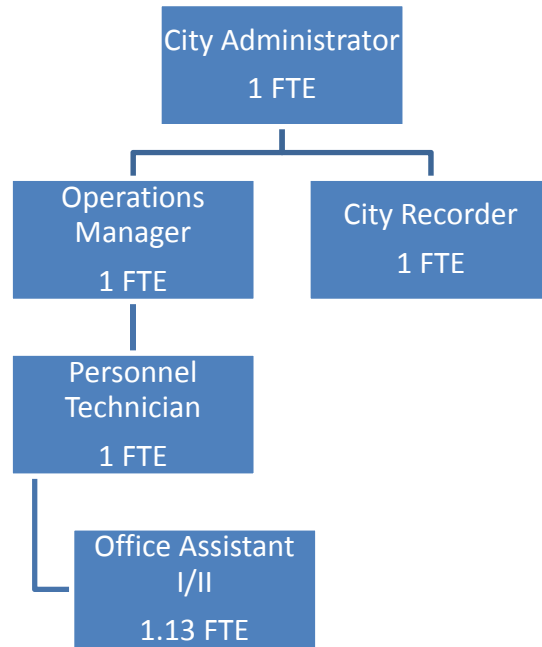 City Administrator
1 FTE
Operations
Manager
1 FTE
City Recorder
1 FTE
Personnel
Technician
1 FTE
Office Assistant
I/II
1.13 FTE